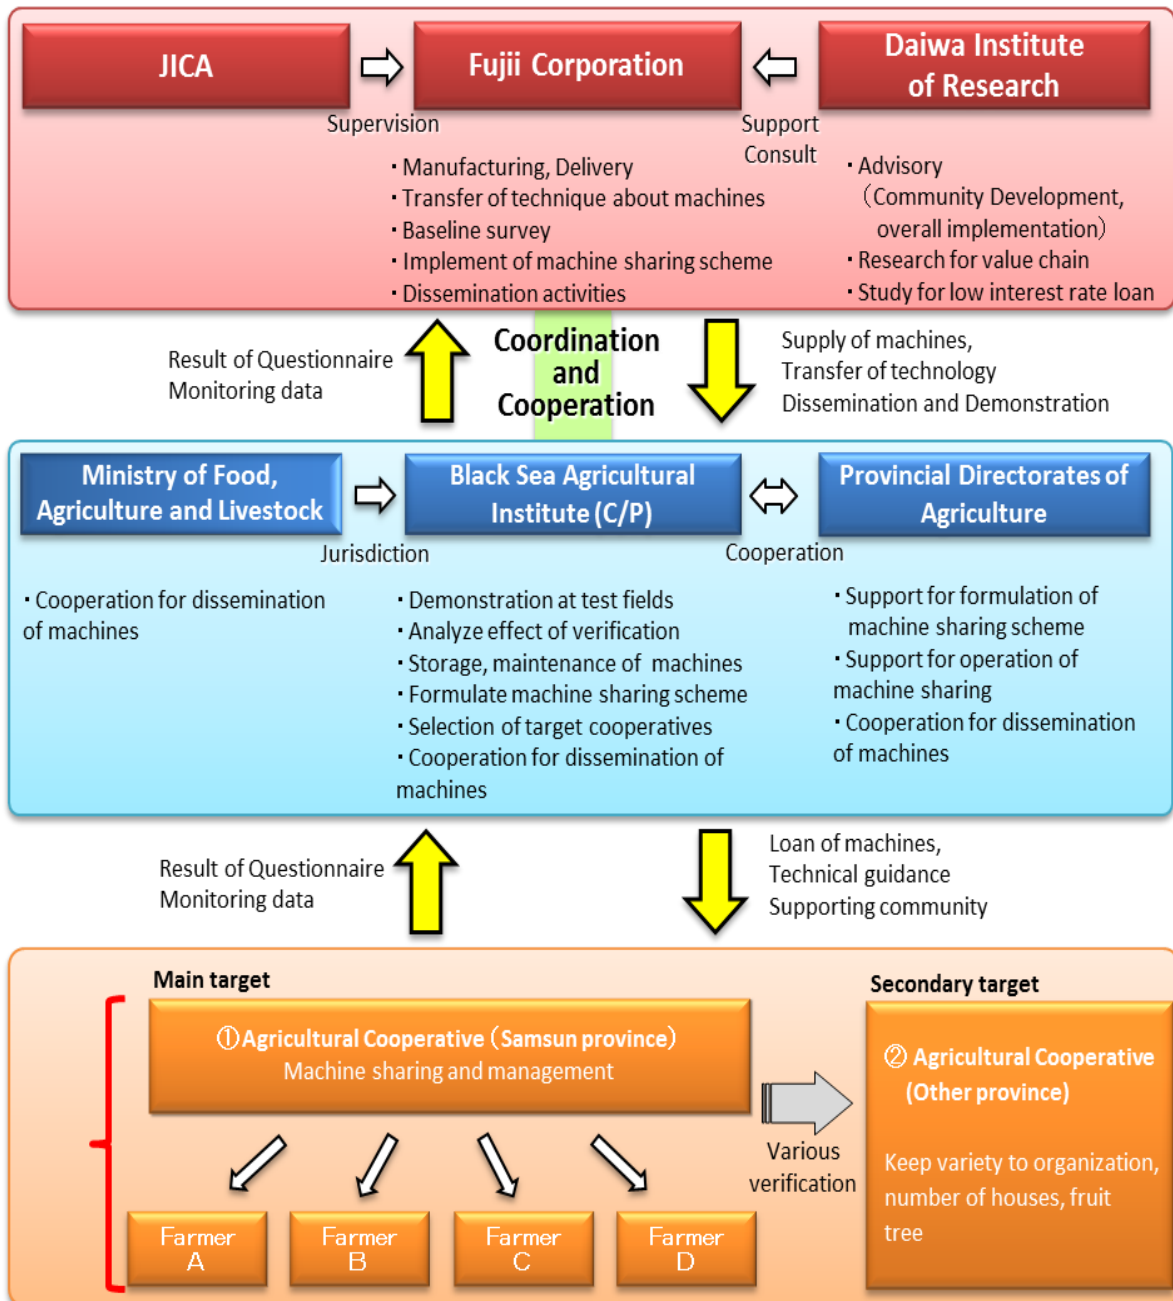 JICA
Fujii Corporation
Daiwa Institute
of Research
Supervision
Support
Consult
・Manufacturing, Delivery
・Transfer of technique about machines
・Baseline survey
・Implement of machine sharing scheme
・Dissemination activities
・Advisory
（Community Development,
overall implementation）
・Research for value chain
・Study for low interest rate loan
Result of Questionnaire
Monitoring data
Coordination
and
Cooperation
Supply of machines,
Transfer of technology
Dissemination and Demonstration
Ministry of Food,
Agriculture and Livestock
Black Sea Agricultural
Institute (C/P)
Provincial Directorates of
Agriculture
Jurisdiction
Cooperation
・Cooperation for dissemination
of machines
・Demonstration at test fields
・Analyze effect of verification
・Storage, maintenance of machines
・Formulate machine sharing scheme
・Selection of target cooperatives
・Cooperation for dissemination of
machines
・Support for formulation of
machine sharing scheme
・Support for operation of
machine sharing
・Cooperation for dissemination
of machines
Result of Questionnaire
Monitoring data
Loan of machines,
Technical guidance
Supporting community
Main target
①Agricultural Cooperative（Samsun province）
Machine sharing and management
Farmer
A
Farmer
B
Farmer
C
Farmer
D
Various
verification
Secondary target
② Agricultural Cooperative
(Other province)
Keep variety to organization,
number of houses, fruit
tree